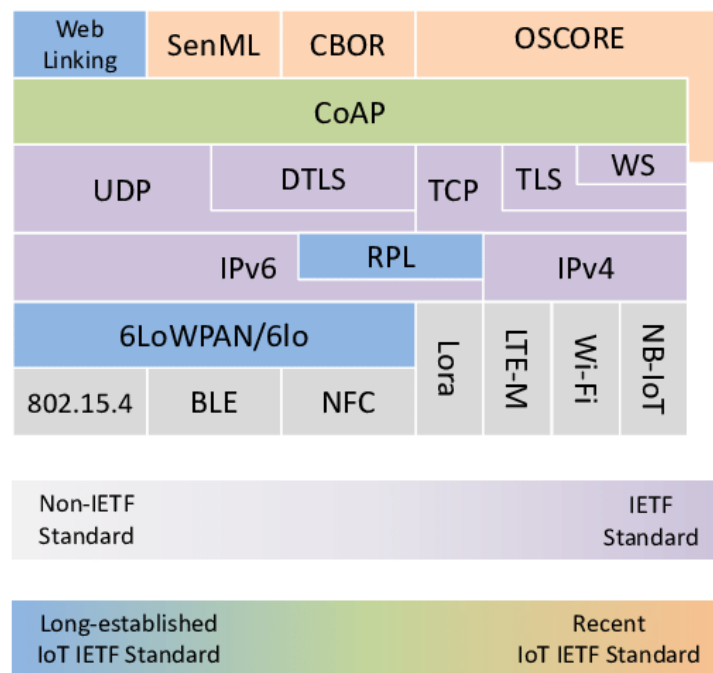 Web
Linking
SenML
CBOR
OSCORE
CoAP
UDP
DTLS
TCP
TLS
WS
IPv6
RPL
IPv4
6LoWPAN/6lo
Lora
LTE-M
Wi-Fi
NB-IoT
802.15.4
BLE
NFC
Non-IETF
Standard
IETF
Standard
Long-established
IoT IETF Standard
Recent
IoT IETF Standard